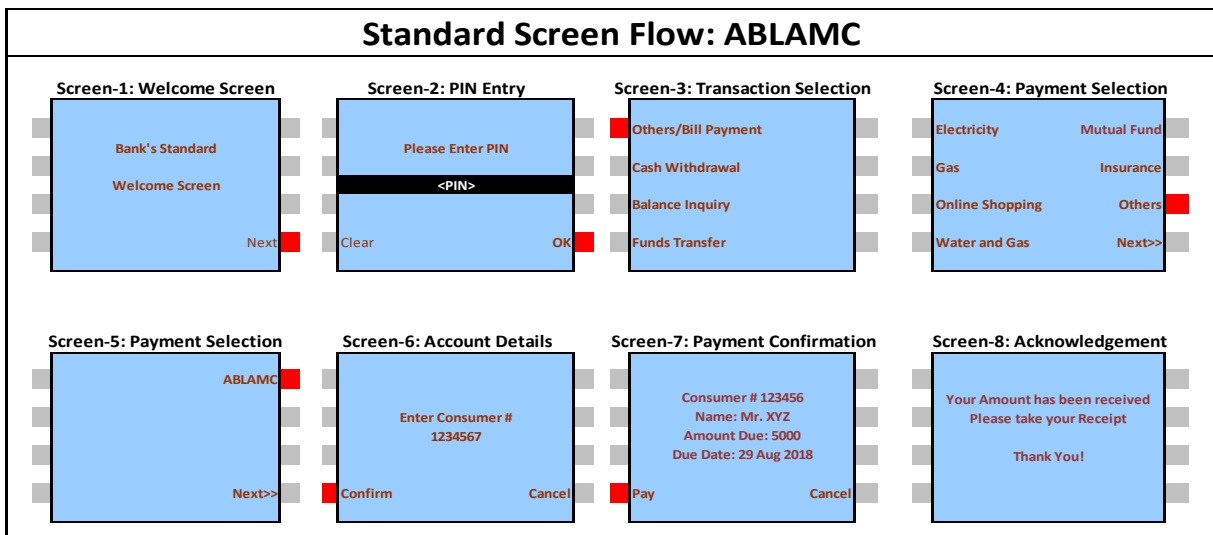 Standard Screen Flow: ABLAMC
Screen-1: Welcome Screen
Bank's Standard
Welcome Screen
Next
Screen-2: PIN Entry
Please Enter PIN
<PIN>
Clear OK
Screen-3: Transaction Selection
Others/Bill Payment
Cash Withdrawal
Balance Inquiry
Funds Transfer
Screen-4: Payment Selection
Electricity Mutual Fund
Gas Insurance
Online Shopping Others
Water and Gas Next>>
Screen-5: Payment Selection
ABLAMC
Next>>
Screen-6: Account Details
Enter Consumer #
1234567
Confirm Cancel
Screen-7: Payment Confirmation
Consumer # 123456
Name: Mr. XYZ
Amount Due: 5000
Due Date: 29 Aug 2018
Pay Cancel
Screen-8: Acknowledgement
Your Amount has been received
Please take your Receipt
Thank You!